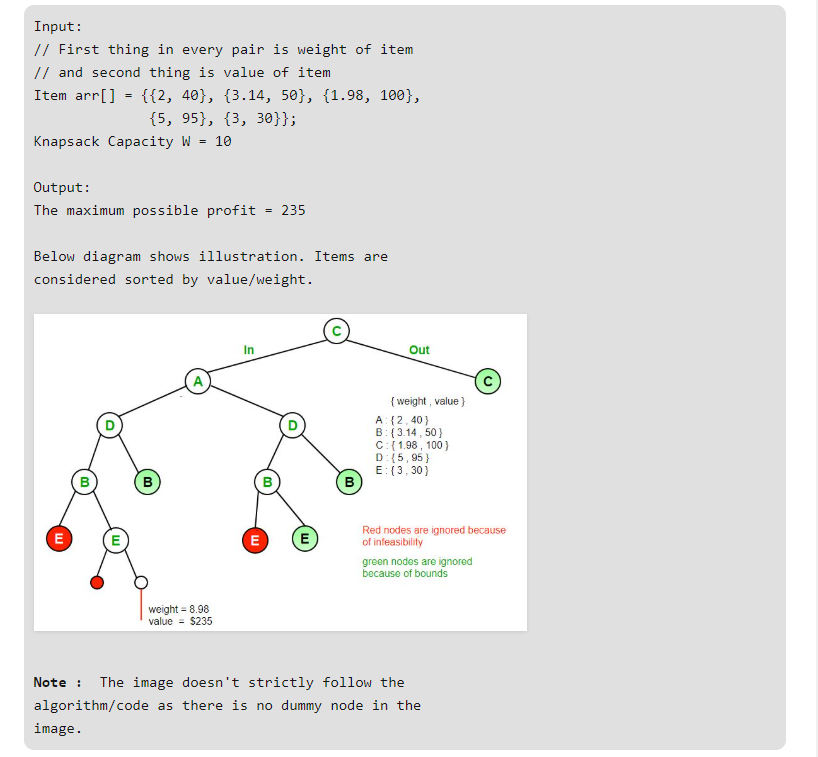 Input:
// First thing in every pair is weight of item
// and second thing is value of item
Item arr[] = {{2, 40}, {3.14, 50}, {1.98, 100},
{5, 95}, {3, 30}};
Knapsack Capacity W = 10
Output:
The maximum possible profit = 235
Below diagram shows illustration. Items are
considered sorted by value/weight.
C
In
Out
A
C
{ weight , value }
A : { 2 , 40 }
B : { 3.14 , 50 }
C : { 1.98 , 100 }
D : { 5 , 95 }
E : { 3 , 30 }
D
D
B
B
B
B
E
E
E
E
Red nodes are ignored because
of infeasibility
green nodes are ignored
because of bounds
weight = 8.98
value = $235
Note : The image doesn't strictly follow the
algorithm/code as there is no dummy node in the
image.